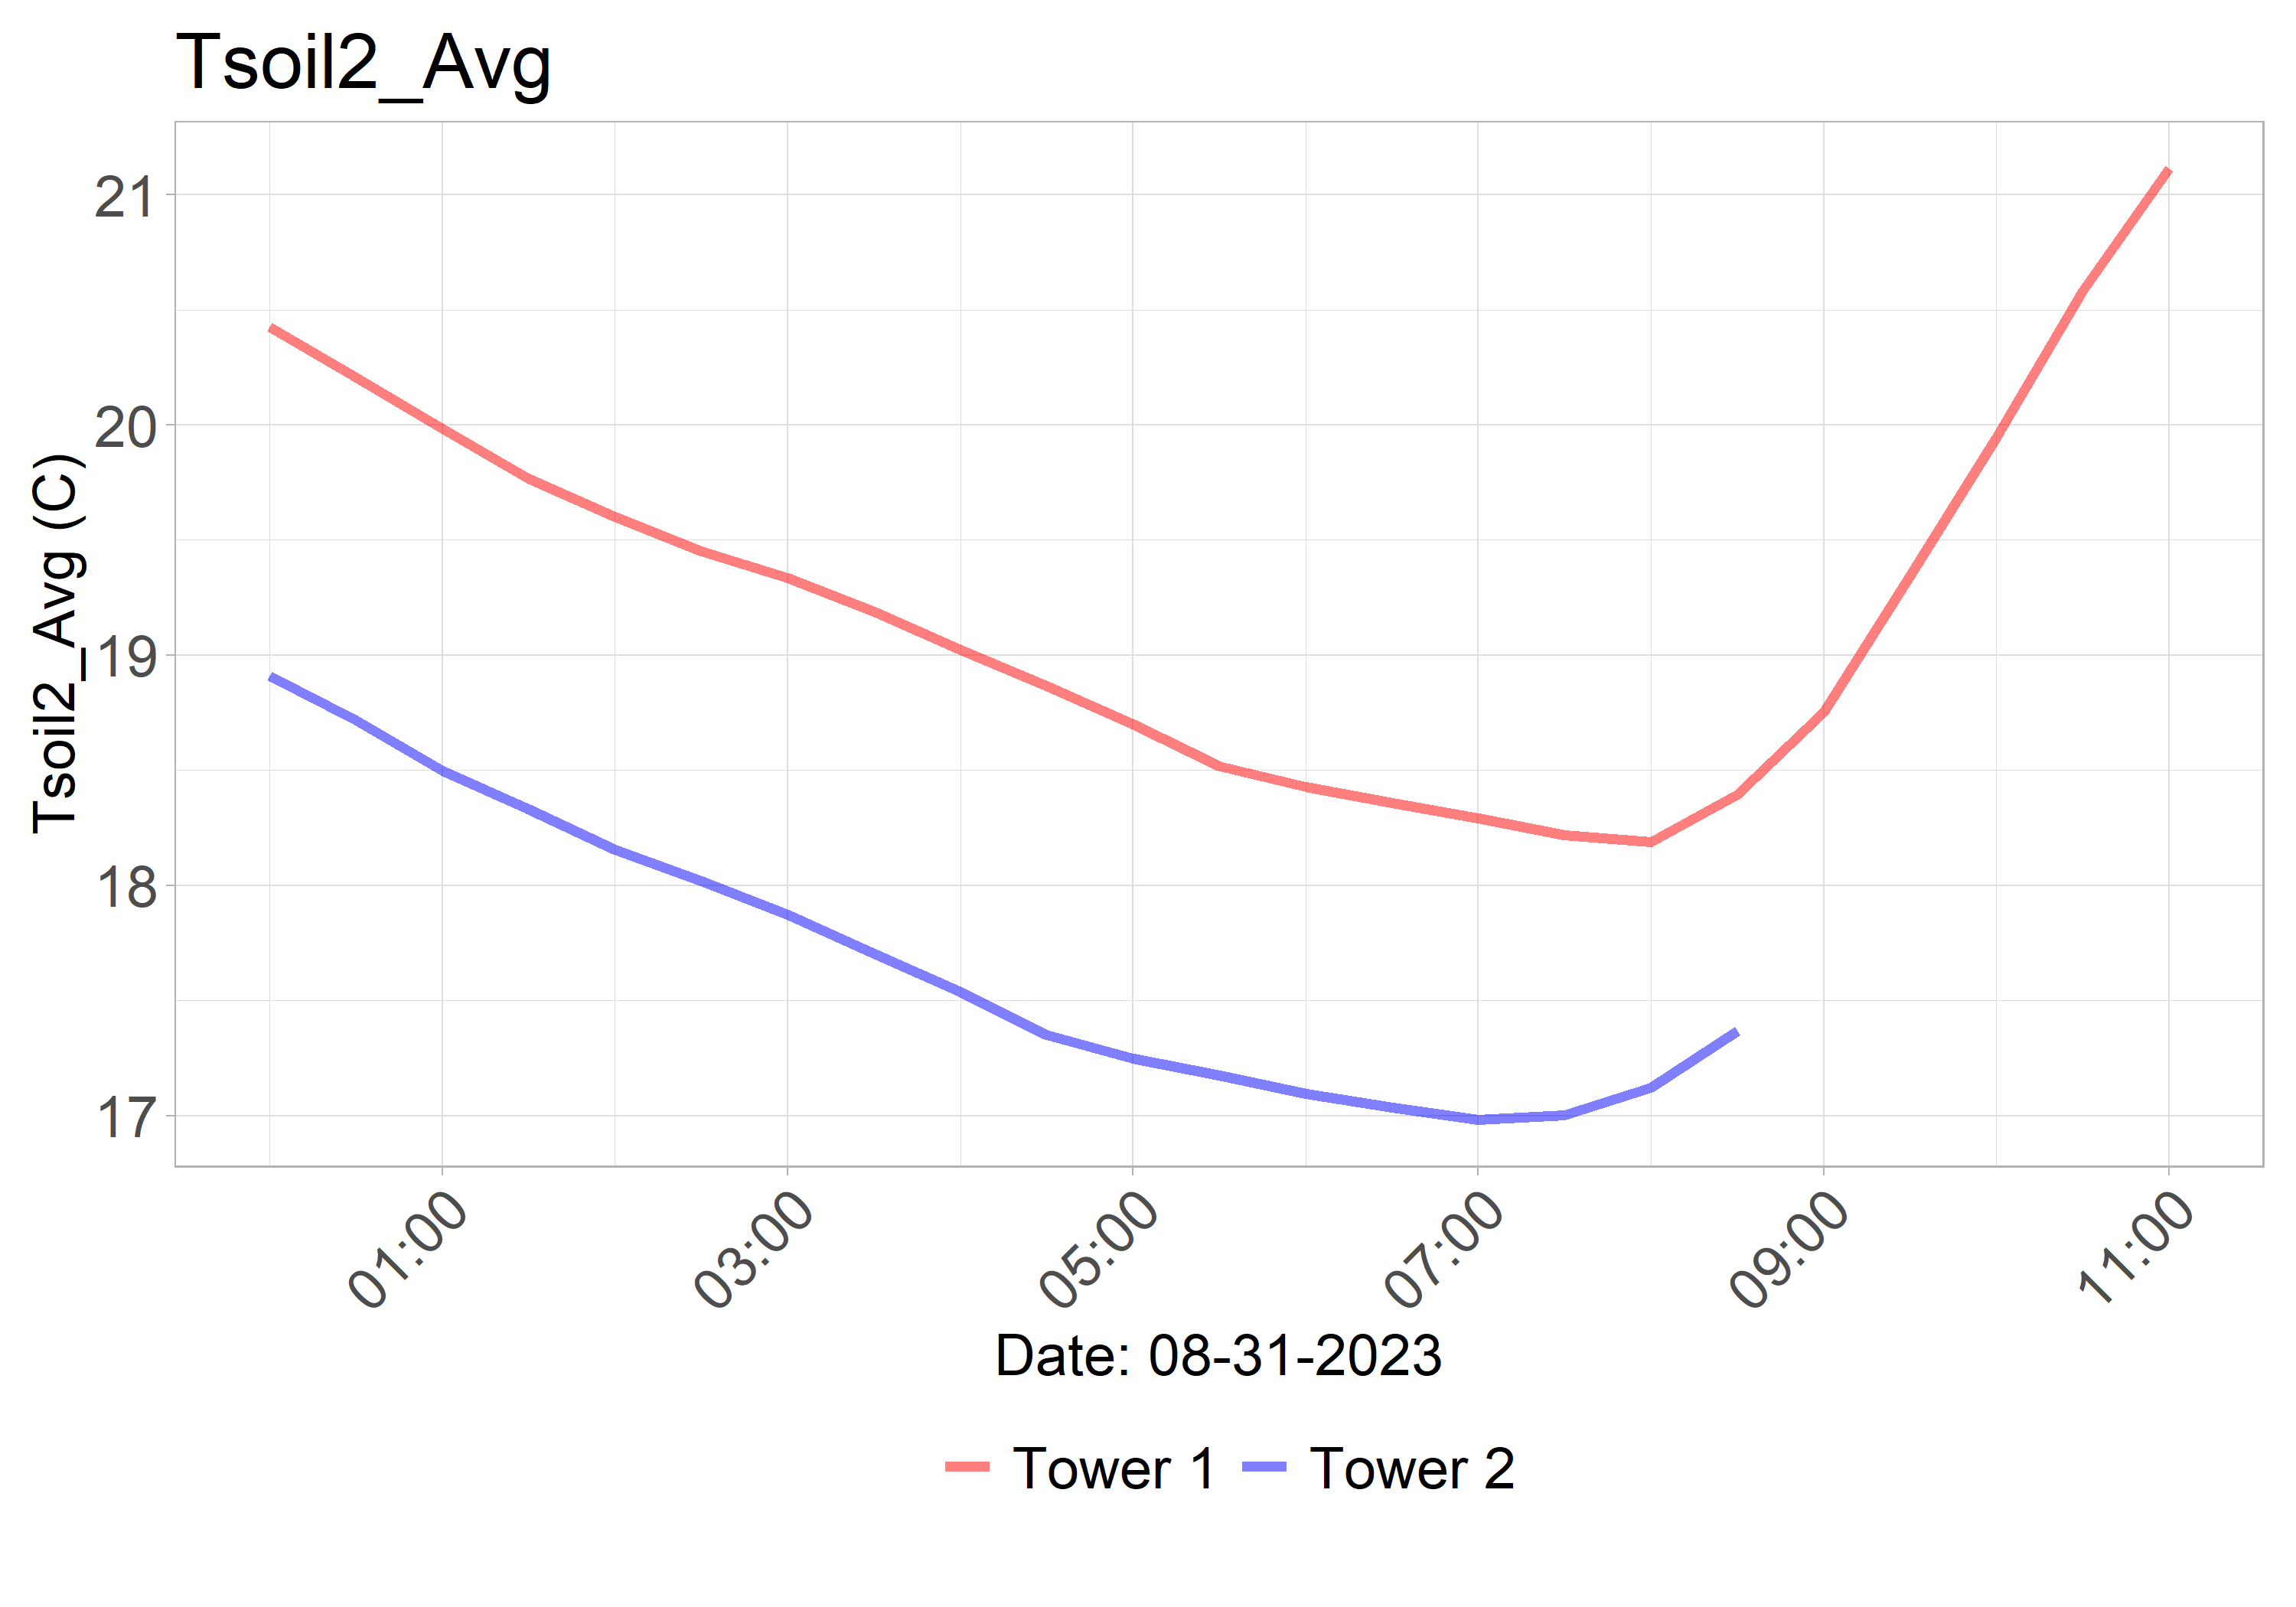 Tsoil2_Avg
Tsoil2_Avg (C)
21
20
19
18
17
01:00 03:00 05:00 07:00 09:00 11:00
Date: 08-31-2023
Tower 1 Tower 2